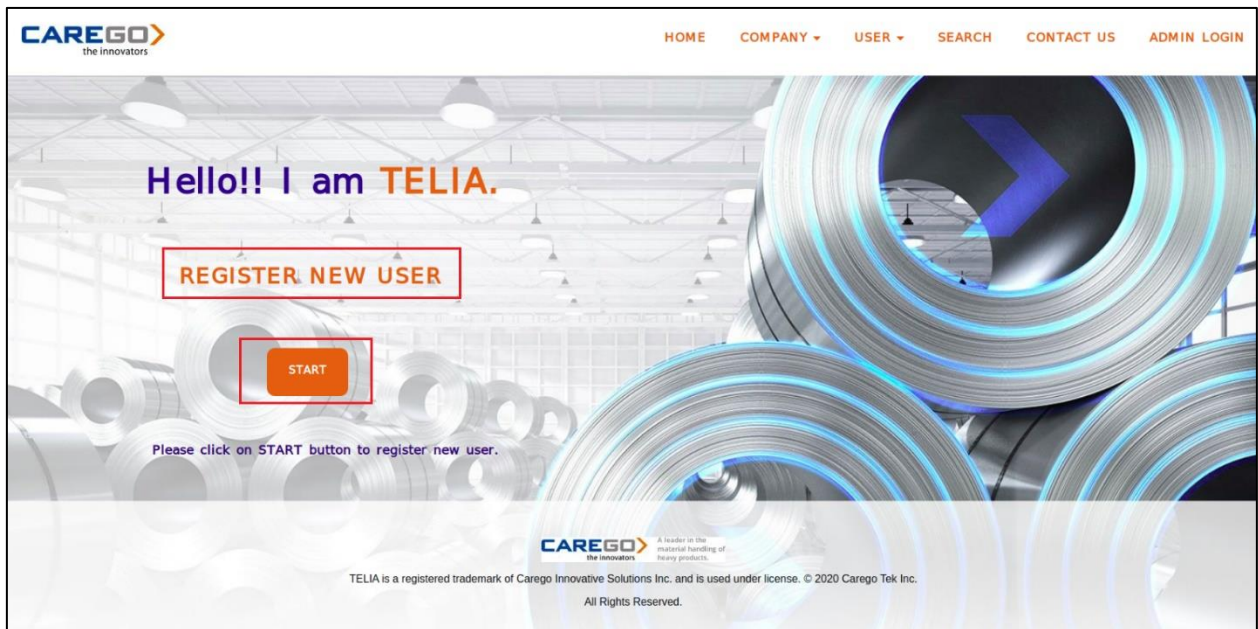 CAREGO
the innovators
HOME COMPANY USER SEARCH CONTACT US ADMIN LOGIN
Hello!! I am TELIA.
REGISTER NEW USER
START
Please click on START button to register new user.
CAREGO
the innovators
A leader in the
material handling of
heavy products.
TELIA is a registered trademark of Carego Innovative Solutions Inc. and is used under license. © 2020 Carego Tek Inc.
All Rights Reserved.